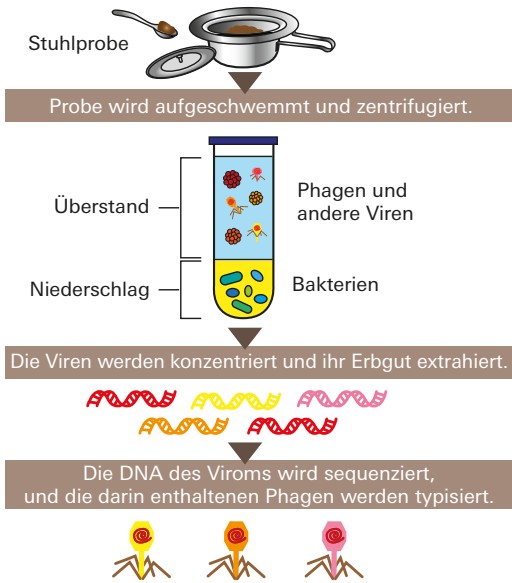 Stuhlprobe
Probe wird aufgeschwemmt und zentrifugiert.
Überstand
Phagen und
andere Viren
Niederschlag
Bakterien
Die Viren werden konzentriert und ihr Erbgut extrahiert.
Die DNA des Viroms wird sequenziert,
und die darin enthaltenen Phagen werden typisiert.